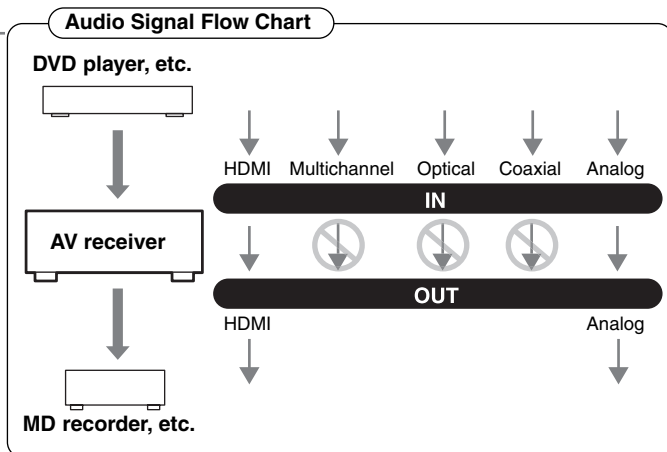 Audio Signal Flow Chart
DVD player, etc.
HDMI Multichannel Optical Coaxial Analog
IN
AV receiver
OUT
HDMI Analog
MD recorder, etc.